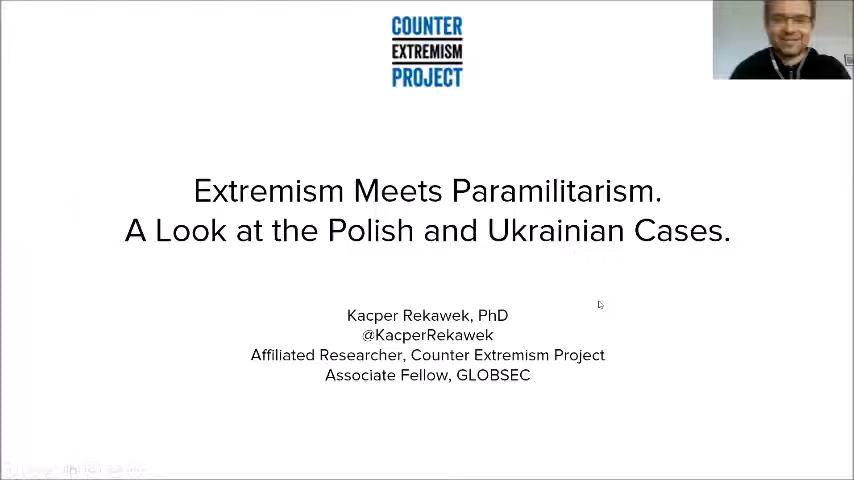 COUNTER
EXTREMISM
PROJECT
Extremism Meets Paramilitarism.
A Look at the Polish and Ukrainian Cases.
Kacper Rekawek, PhD
@KacperRekawek
Affiliated Researcher, Counter Extremism Project
Associate Fellow, GLOBSEC